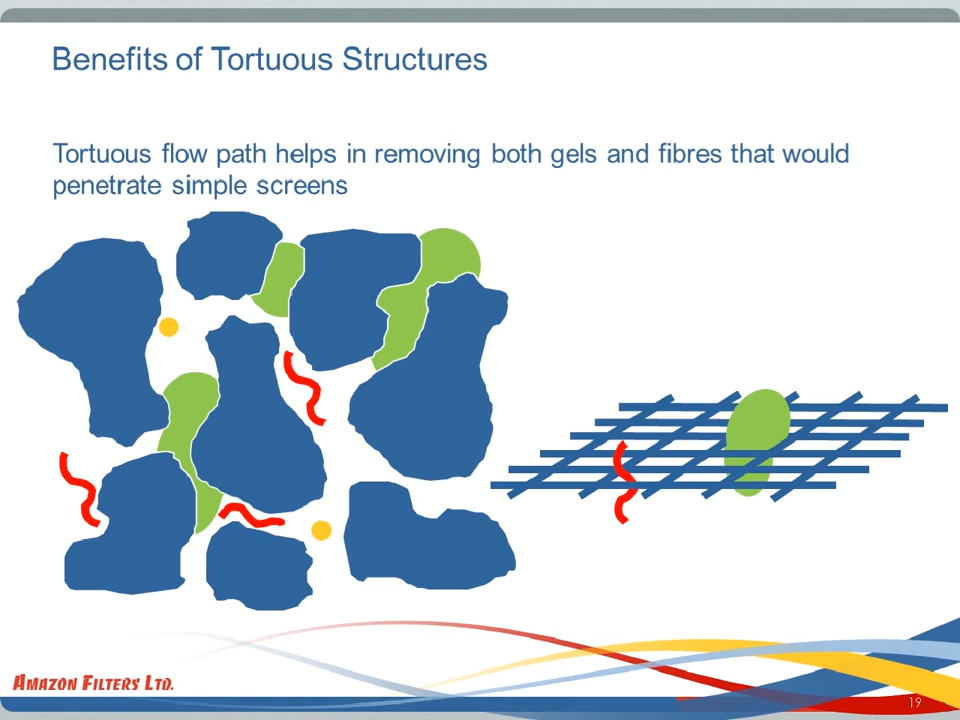 Benefits of Tortuous Structures
Tortuous flow path helps in removing both gels and fibres that would
penetrate simple screens
AMAZON FILTERS LTD.
19